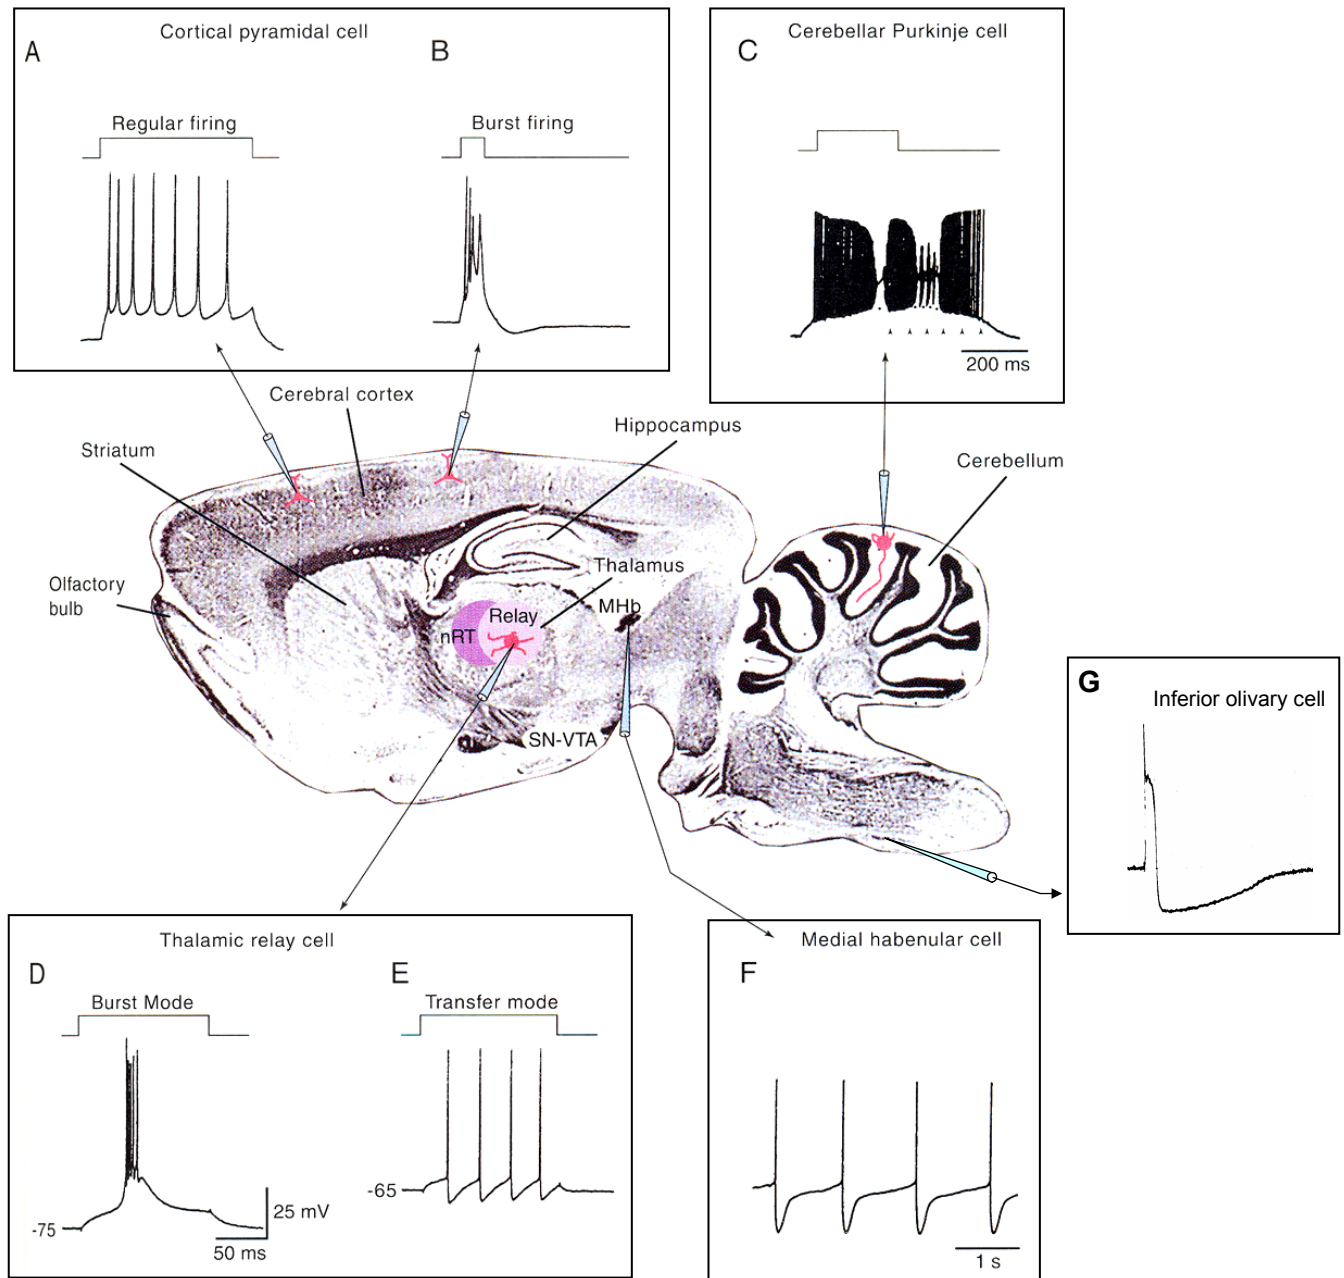 Cortical pyramidal cell
A
B
Regular firing
Burst firing
Cerebellar Purkinje cell
C
200 ms
Cerebral cortex
Striatum
Hippocampus
Cerebellum
Olfactory
bulb
Thalamus
MHb
Relay
nRT
SN-VTA
G
Inferior olivary cell
Thalamic relay cell
D
E
Burst Mode
Transfer mode
-75
25 mV
50 ms
-65
Medial habenular cell
F
1 s